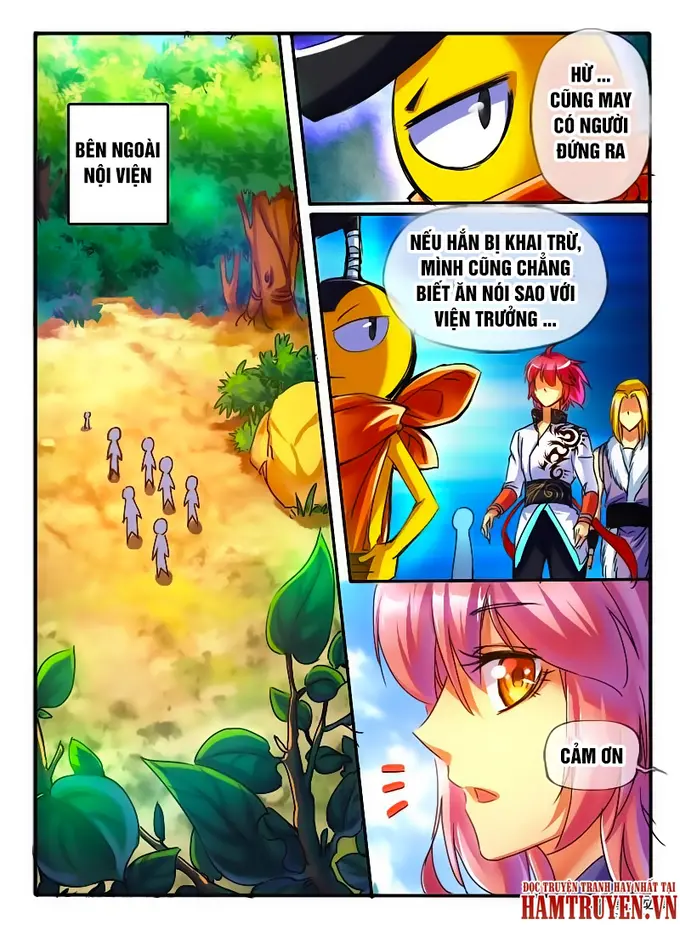 BÊN NGOÀI
NỘI VIỆN
HỪ ...
CŨNG MAY
CÓ NGƯỜI
ĐỨNG RA
NẾU HẮN BỊ KHAI TRỪ,
MÌNH CŨNG CHẲNG
BIẾT ĂN NÓI SAO VỚI
VIỆN TRƯỞNG ...
CẢM ƠN
ĐỌC TRUYỆN TRANH HAY NHẤT TẠI
HAMTRUYEN.VN